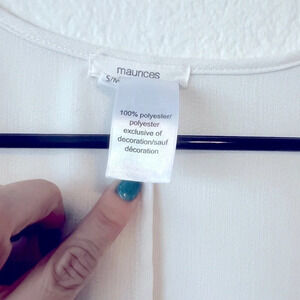 maurices
S/M
100% polyester/
polyester
exclusive of
decoration/sauf
décoration